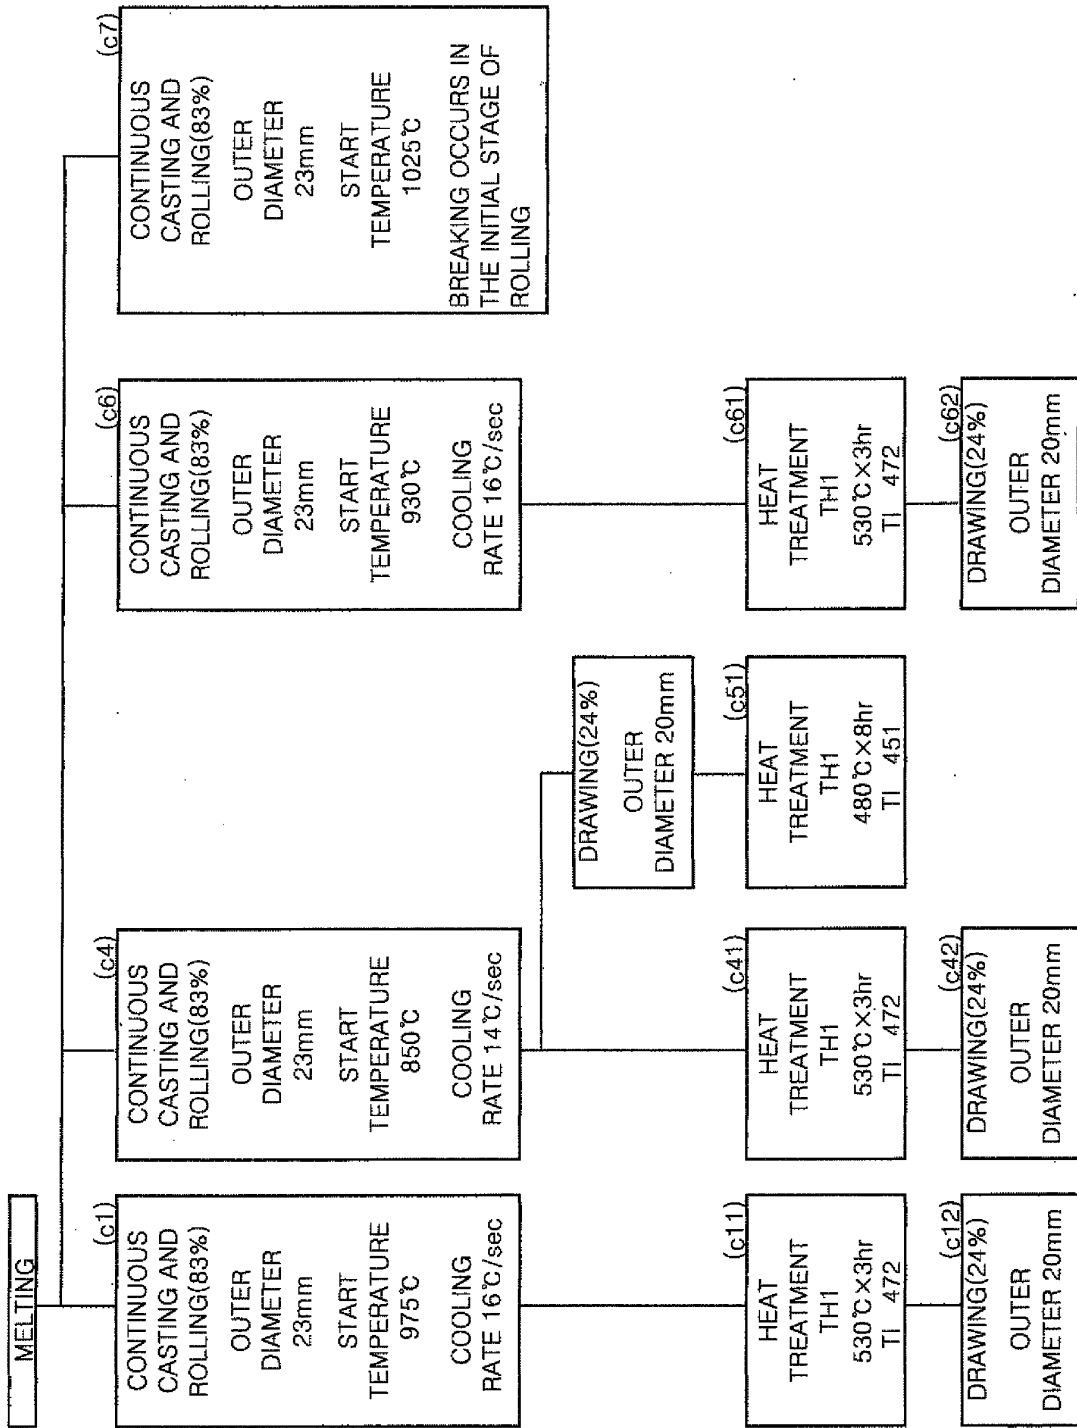 MELTING
(c1)
CONTINUOUS
CASTING AND
ROLLING(83%)
OUTER
DIAMETER
23mm
START
TEMPERATURE
975℃
COOLING
RATE 16℃/sec
(c11)
HEAT
TREATMENT
TH1
530℃×3hr
TI 472
(c12)
DRAWING(24%)
OUTER
DIAMETER 20mm
(c4)
CONTINUOUS
CASTING AND
ROLLING(83%)
OUTER
DIAMETER
23mm
START
TEMPERATURE
850℃
COOLING
RATE 14℃/sec
(c41)
HEAT
TREATMENT
TH1
530℃×3hr
TI 472
(c42)
DRAWING(24%)
OUTER
DIAMETER 20mm
DRAWING(24%)
OUTER
DIAMETER 20mm
(c51)
HEAT
TREATMENT
TH1
480℃×8hr
TI 451
(c6)
CONTINUOUS
CASTING AND
ROLLING(83%)
OUTER
DIAMETER
23mm
START
TEMPERATURE
930℃
COOLING
RATE 16℃/sec
(c61)
HEAT
TREATMENT
TH1
530℃×3hr
TI 472
(c62)
DRAWING(24%)
OUTER
DIAMETER 20mm
(c7)
CONTINUOUS
CASTING AND
ROLLING(83%)
OUTER
DIAMETER
23mm
START
TEMPERATURE
1025℃
BREAKING OCCURS IN
THE INITIAL STAGE OF
ROLLING